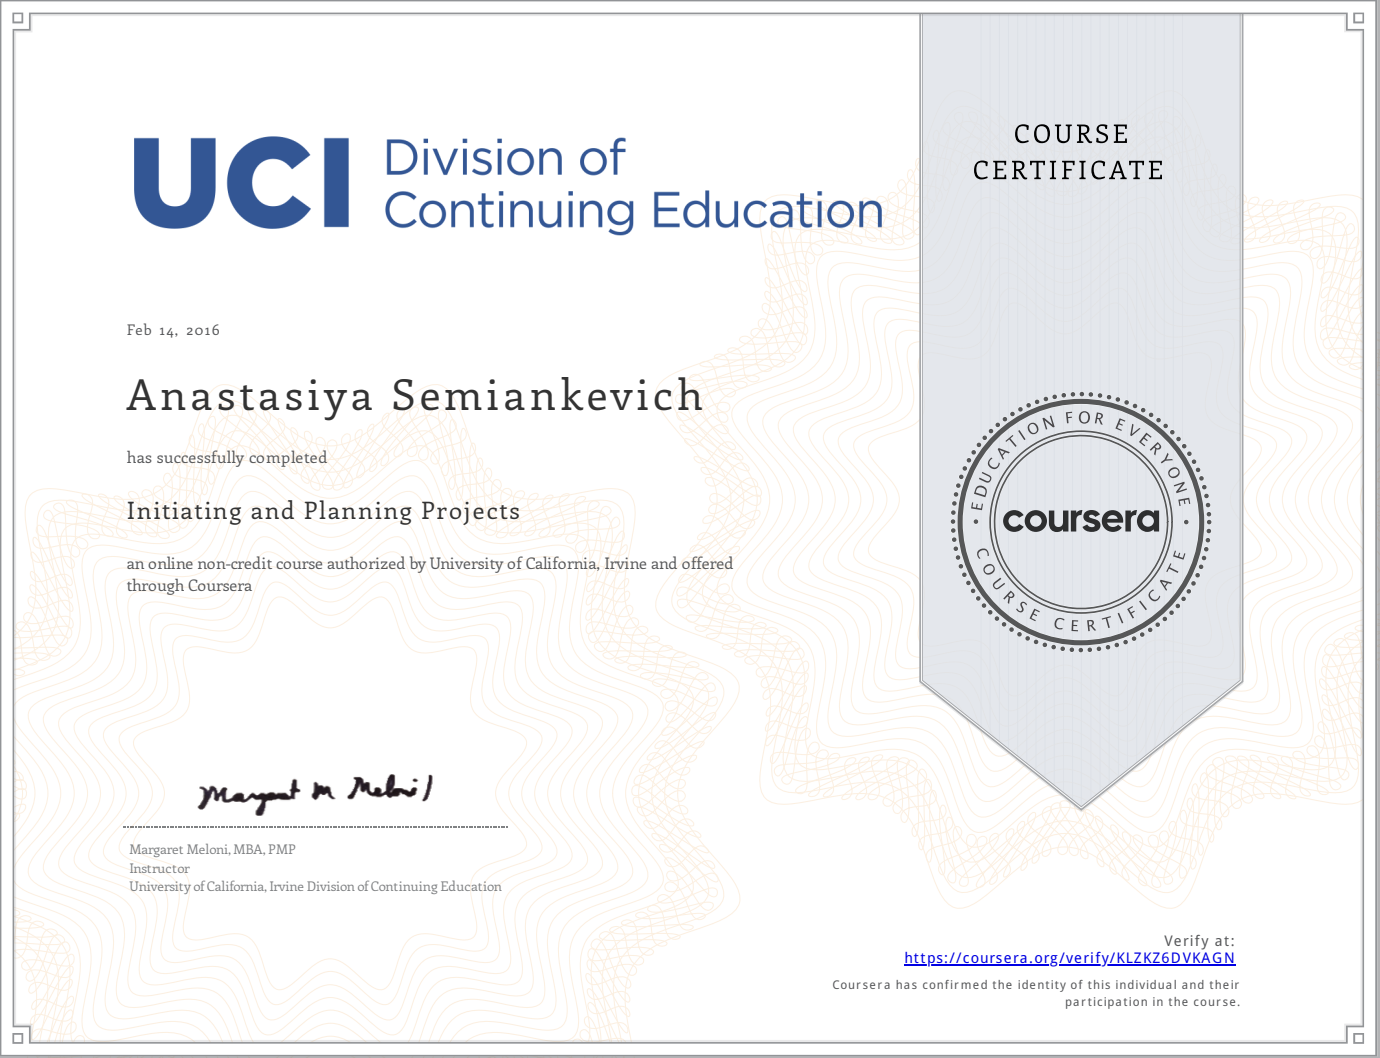 UCI Division of
Continuing Education
COURSE
CERTIFICATE
Feb 14, 2016
Anastasiya Semiankevich
has successfully completed
Initiating and Planning Projects
an online non-credit course authorized by University of California, Irvine and offered
through Coursera
EDUCATION FOR EVERYONE
coursera
COURSE CERTIFICATE
Margaret M Meloni
Margaret Meloni, MBA, PMP
Instructor
University of California, Irvine Division of Continuing Education
Verify at:
https://coursera.org/verify/KLZKZ6DVKAGN
Coursera has confirmed the identity of this individual and their
participation in the course.